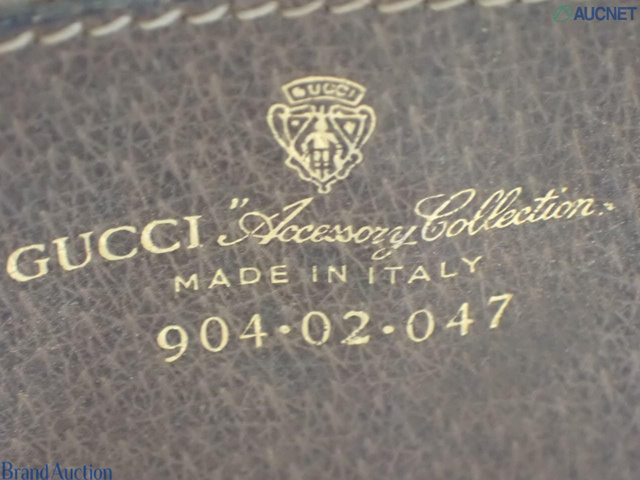 AUCNET
GUCCI
GUCCI "Accessory Collection"
MADE IN ITALY
904•02•047
Brand Auction